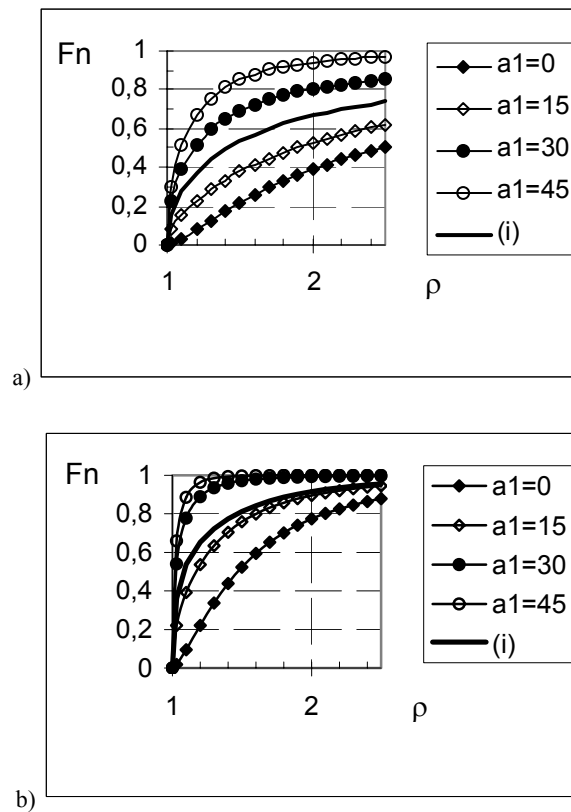 Fn
1
0,8
0,6
0,4
0,2
0
1
2
ρ
a1=0
a1=15
a1=30
a1=45
(i)
a)
Fn
1
0,8
0,6
0,4
0,2
0
1
2
ρ
a1=0
a1=15
a1=30
a1=45
(i)
b)